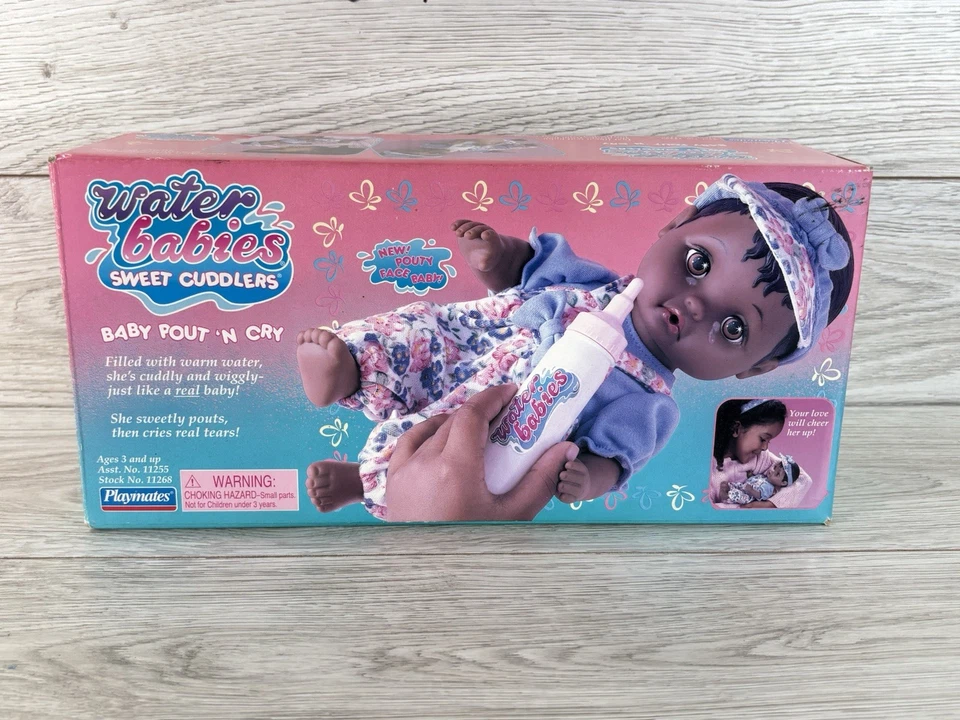 water
babies
SWEET CUDDLERS®
BABY POUT 'N CRY
Filled with warm water,
she's cuddly and wiggly-
just like a real baby!
She sweetly pouts,
then cries real tears!
Ages 3 and up
Asst. No. 11255
Stock No. 11268
Playmates®
WARNING:
CHOKING HAZARD-Small parts.
Not for Children under 3 years.
NEW!
POUTY
FACE BABY!
water
babies
Your love
will cheer
her up!